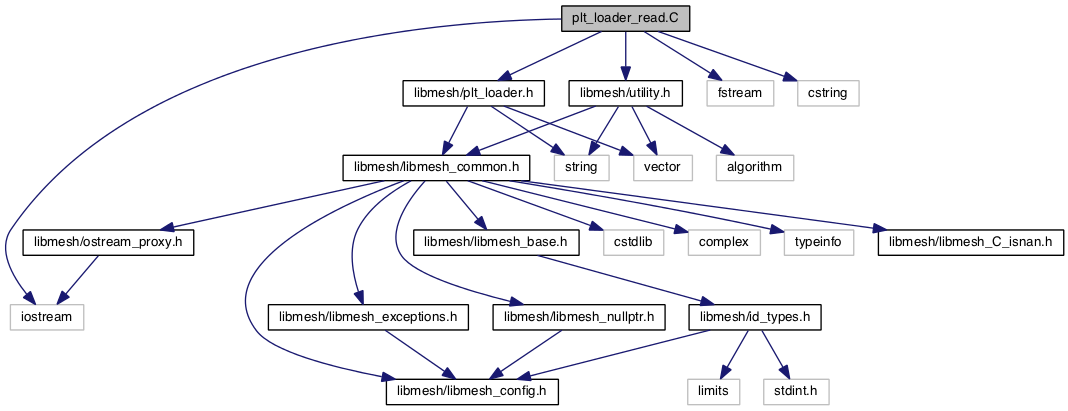 plt_loader_read.C
libmesh/plt_loader.h
libmesh/utility.h
fstream
cstring
libmesh/libmesh_common.h
string
vector
algorithm
libmesh/ostream_proxy.h
libmesh/libmesh_base.h
cstdlib
complex
typeinfo
libmesh/libmesh_C_isnan.h
iostream
libmesh/libmesh_exceptions.h
libmesh/libmesh_nullptr.h
libmesh/id_types.h
libmesh/libmesh_config.h
limits
stdint.h